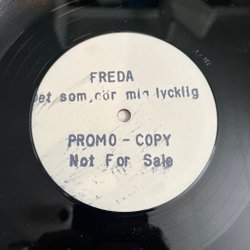 FREDA
Det som gör mig lycklig
PROMO-COPY
Not For Sale